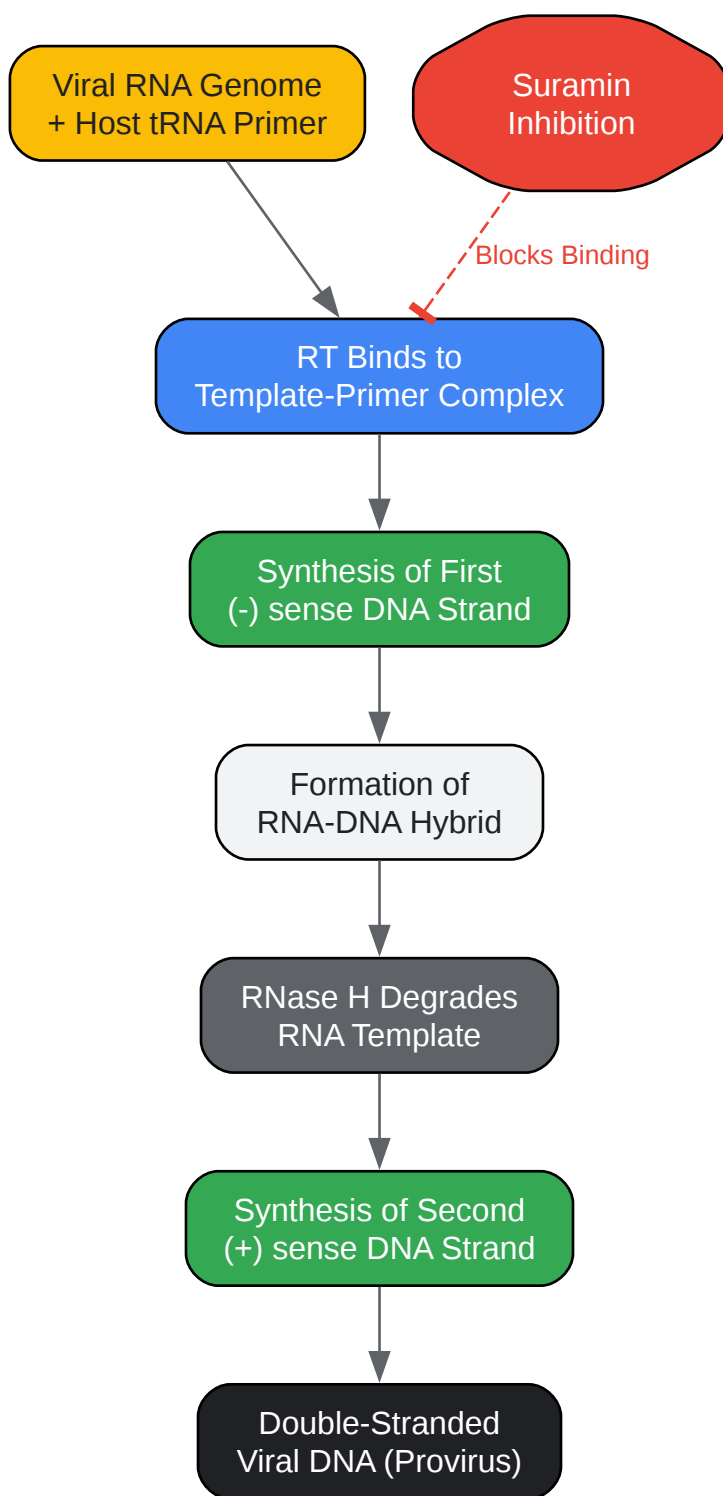 Viral RNA Genome
+ Host tRNA Primer
Suramin
Inhibition
Blocks Binding
RT Binds to
Template-Primer Complex
Synthesis of First
(-) sense DNA Strand
Formation of
RNA-DNA Hybrid
RNase H Degrades
RNA Template
Synthesis of Second
(+) sense DNA Strand
Double-Stranded
Viral DNA (Provirus)